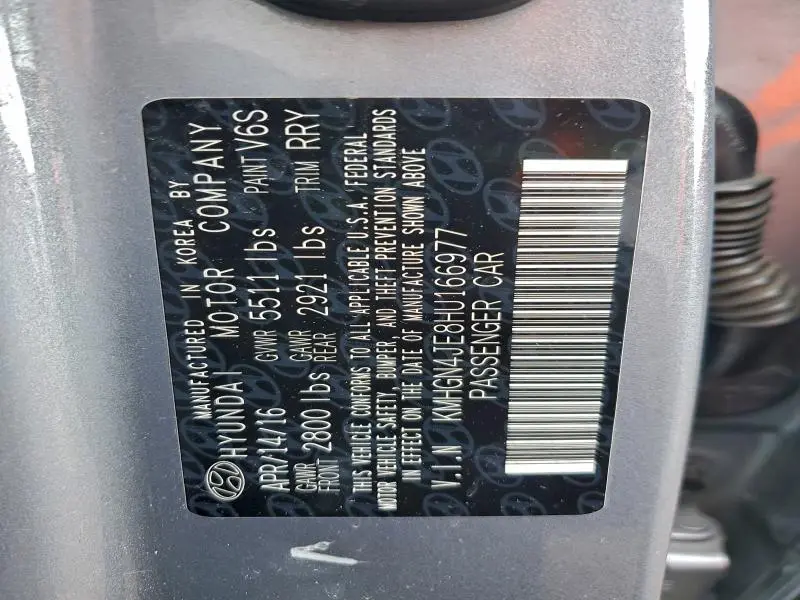 MANUFACTURED IN KOREA BY
HYUNDAI MOTOR COMPANY
APR/14/16 GVWR 5511 lbs PAINT V6S
GAWR FRONT 2800 lbs GAWR REAR 2921 lbs TRIM RRY
THIS VEHICLE CONFORMS TO ALL APPLICABLE U.S.A. FEDERAL
MOTOR VEHICLE SAFETY, BUMPER, AND THEFT PREVENTION STANDARDS
IN EFFECT ON THE DATE OF MANUFACTURE SHOWN ABOVE
V.I.N KMHGN4JE8HU166977
PASSENGER CAR